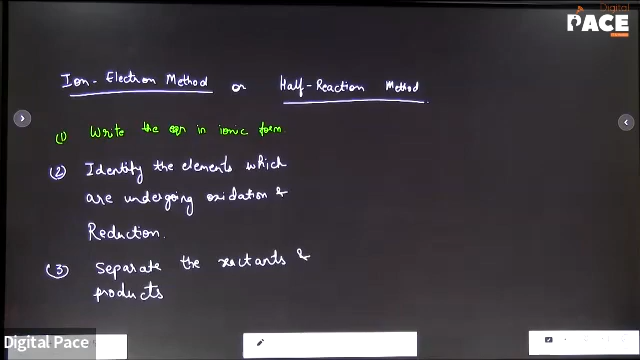 Digital
PACE
Ion-Electron Method or Half-Reaction Method
(1) Write the eqn in ionic form
(2) Identify the elements which
are undergoing oxidation &
Reduction.
(3) Separate the reactants &
products
Digital Pace